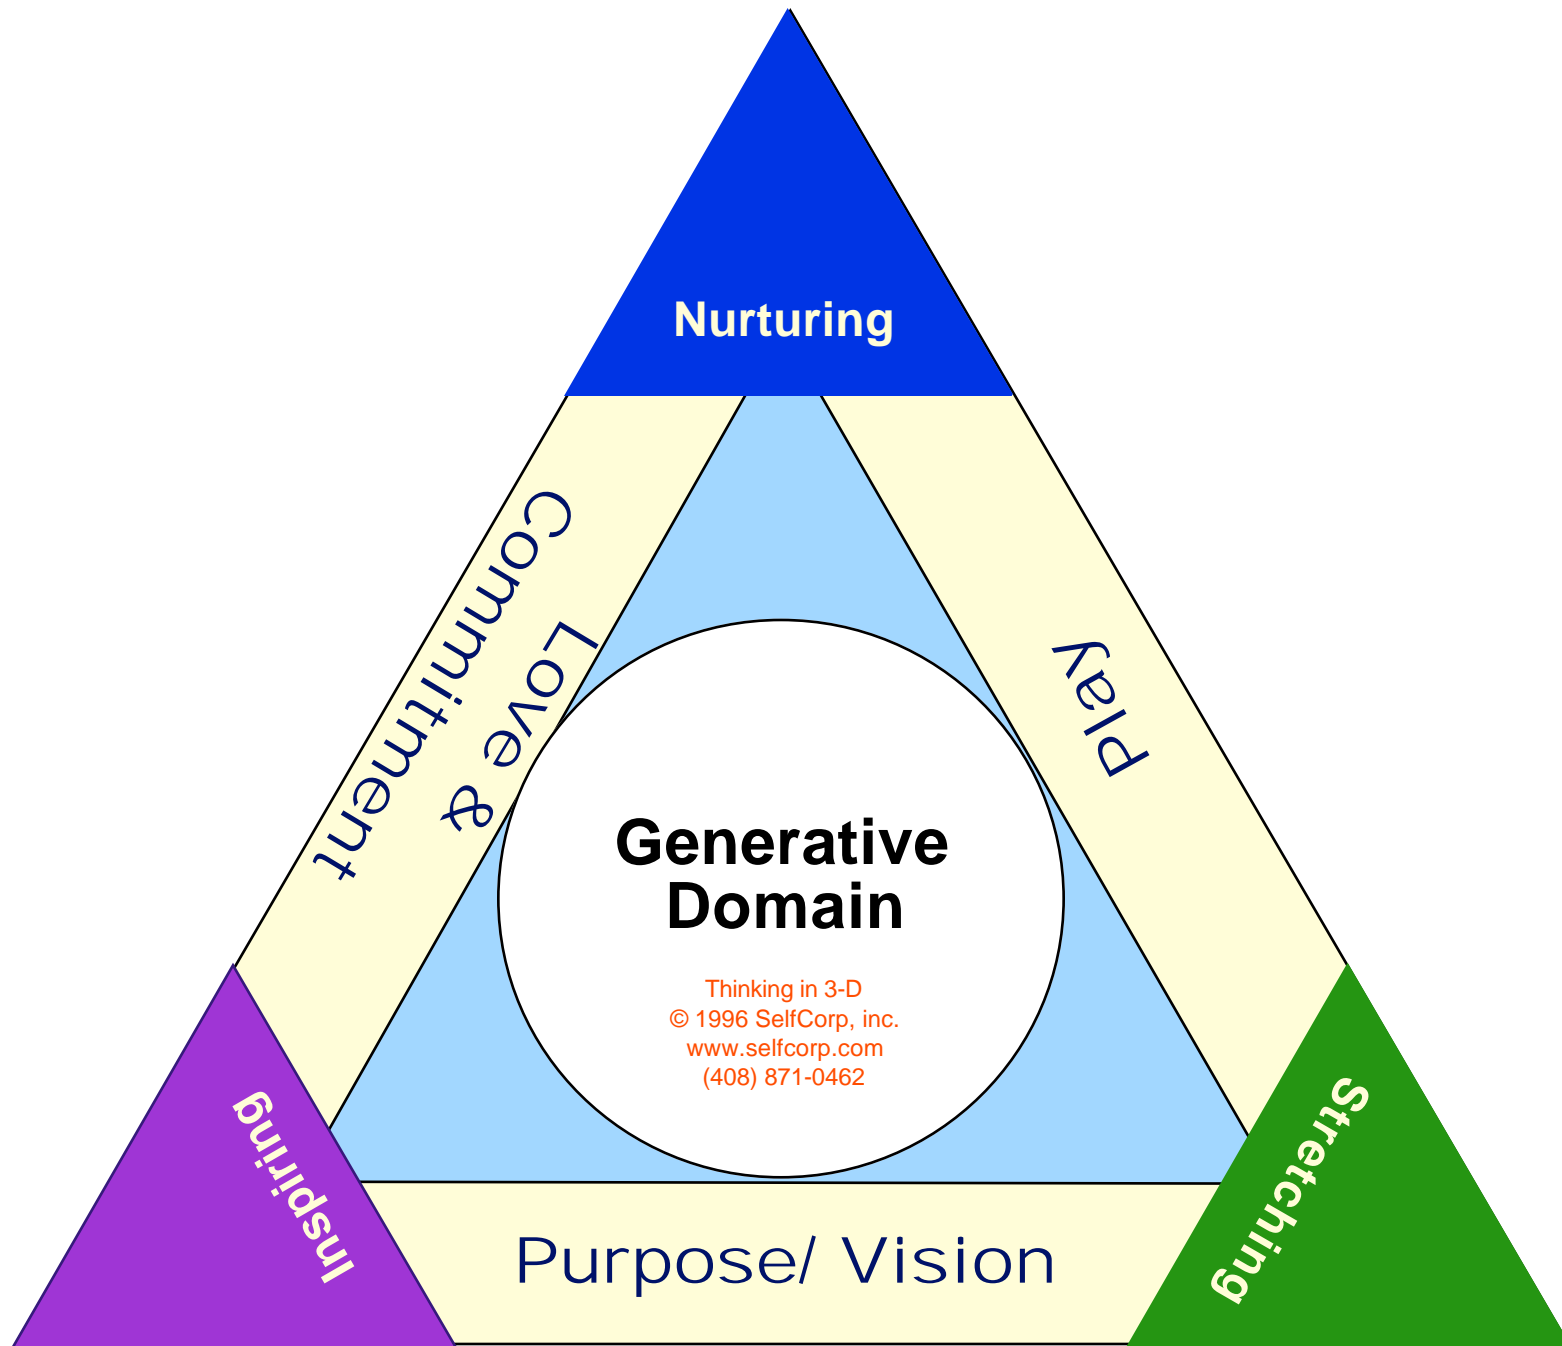 Nurturing
Love &
Commitment
Play
Generative
Domain
Thinking in 3-D
© 1996 SelfCorp, inc.
www.selfcorp.com
(408) 871-0462
Inspiring
Stretching
Purpose/ Vision